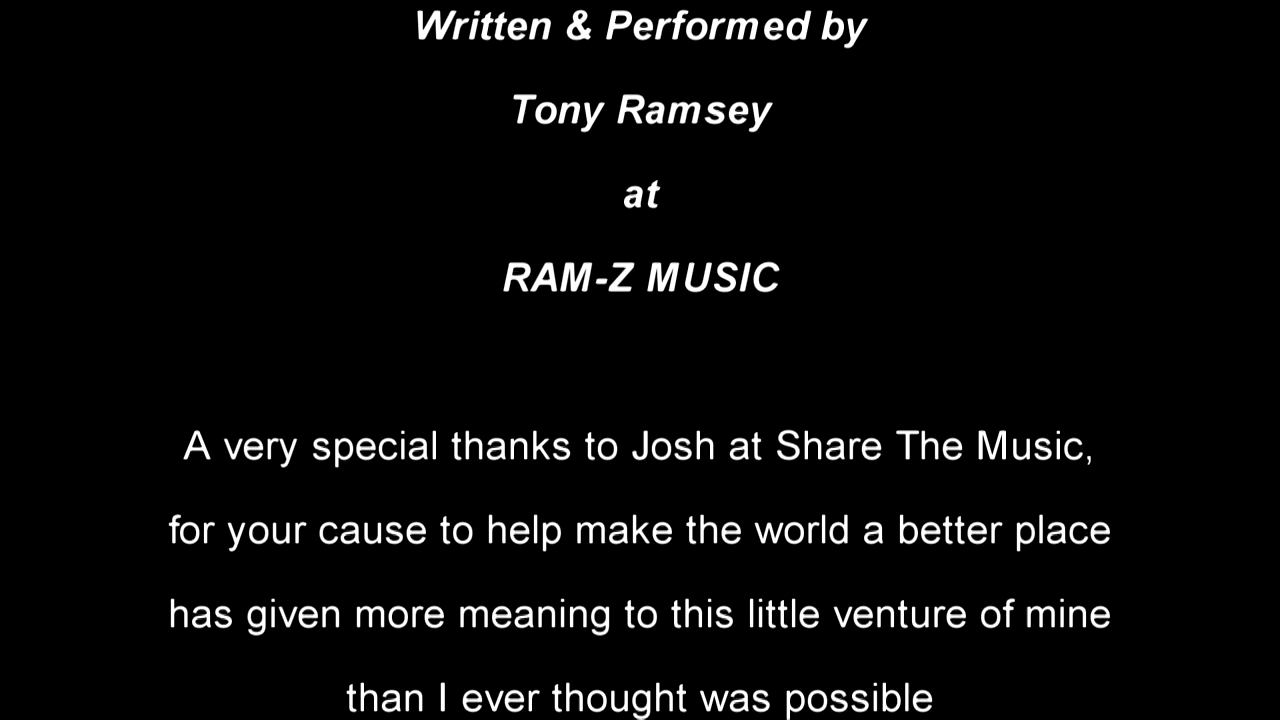 Written & Performed by
Tony Ramsey
at
RAM-Z MUSIC
A very special thanks to Josh at Share The Music,
for your cause to help make the world a better place
has given more meaning to this little venture of mine
than I ever thought was possible